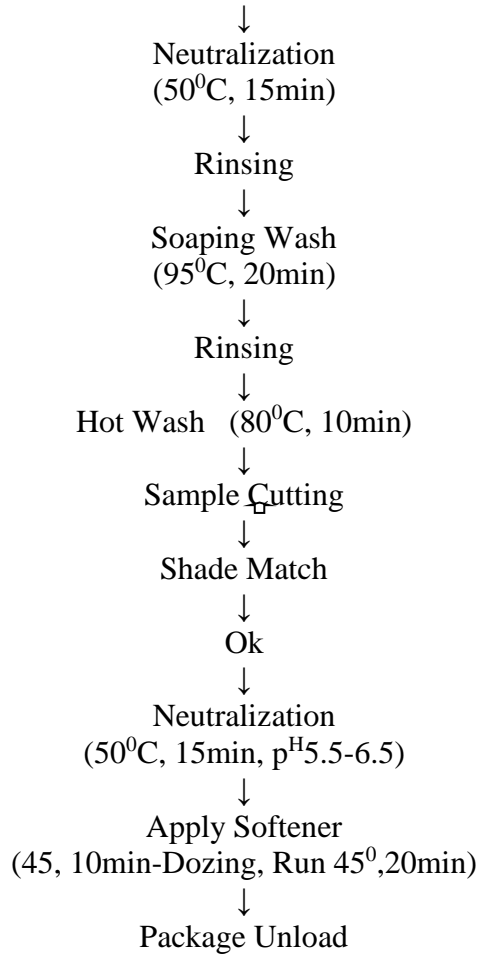 ↓
Neutralization
(50⁰C, 15min)
↓
Rinsing
↓
Soaping Wash
(95⁰C, 20min)
↓
Rinsing
↓
Hot Wash (80⁰C, 10min)
↓
Sample Cutting
↓
Shade Match
↓
Ok
↓
Neutralization
(50⁰C, 15min, pᴴ5.5-6.5)
↓
Apply Softener
(45, 10min-Dozing, Run 45⁰,20min)
↓
Package Unload